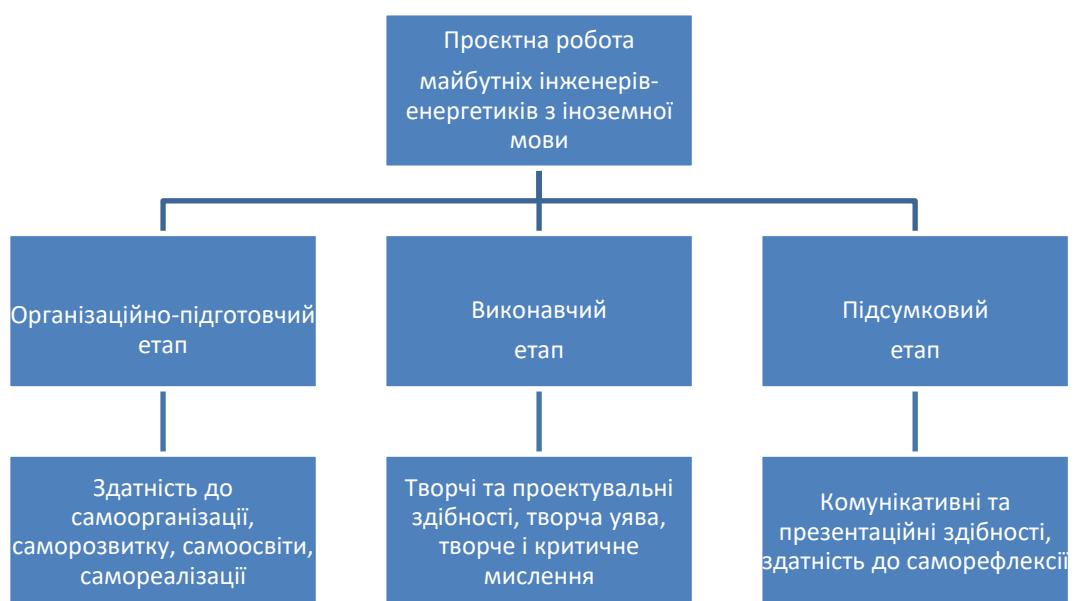 Проєктна робота
майбутніх інженерів-
енергетиків з іноземної
мови
Організаційно-підготовчий
етап
Виконавчий
етап
Підсумковий
етап
Здатність до
самоорганізації,
саморозвитку, самоосвіти,
самореалізації
Творчі та проектувальні
здібності, творча уява,
творче і критичне
мислення
Комунікативні та
презентаційні здібності,
здатність до саморефлексії